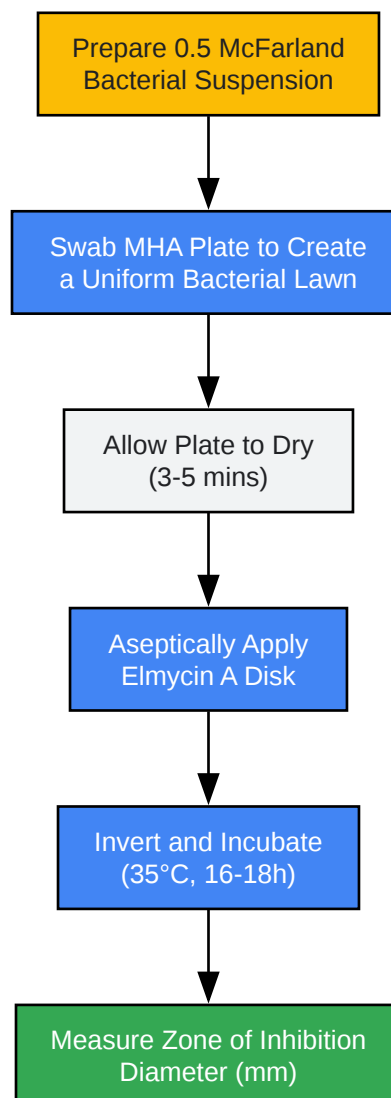 Prepare 0.5 McFarland
Bacterial Suspension
Swab MHA Plate to Create
a Uniform Bacterial Lawn
Allow Plate to Dry
(3-5 mins)
Aseptically Apply
Elmycin A Disk
Invert and Incubate
(35°C, 16-18h)
Measure Zone of Inhibition
Diameter (mm)